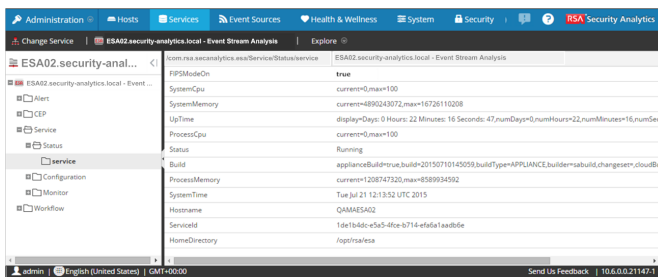 Administration Hosts Services Event Sources Health & Wellness System Security ? RSA Security Analytics
Change Service | ESA02.security-analytics.local - Event Stream Analysis | Explore
ESA02.security-anal...
/com.rsa.secanalytics.esa/Service/Status/service ESA02.security-analytics.local - Event Stream Analysis
ESA02.security-analytics.local - Event ...
Alert
CEP
Service
Status
service
Configuration
Monitor
Workflow
FIPSModeOn true
SystemCpu current=0,max=100
SystemMemory current=4890243072,max=16726110208
UpTime display=Days: 0 Hours: 22 Minutes: 16 Seconds: 47,numDays=0,numHours=22,numMinutes=16,numSec
ProcessCpu current=0,max=100
Status Running
Build applianceBuild=true,build=20150710145059,buildType=APPLIANCE,builder=sabuild,changeset=,cloudBu
ProcessMemory current=1208747320,max=8589934592
SystemTime Tue Jul 21 12:13:52 UTC 2015
Hostname QAMAESA02
ServiceId 1de1b4dc-e5a5-4fce-b714-efa6a1aadb6e
HomeDirectory /opt/rsa/esa
admin | English (United States) | GMT+00:00 Send Us Feedback | 10.6.0.0.21147-1